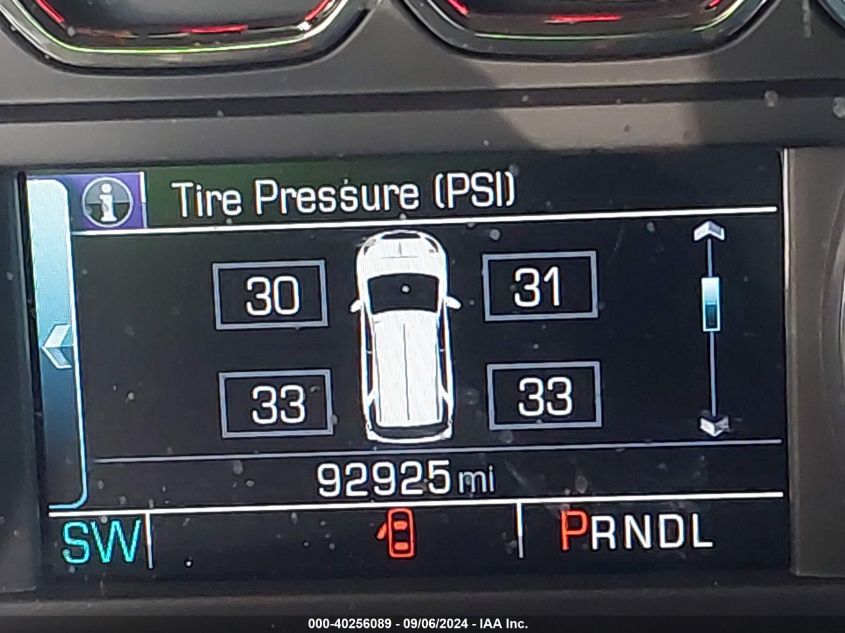 Tire Pressure (PSI)
30 31
33 33
92925 mi
SW PRNDL
000-40256089 - 09/06/2024 - IAA Inc.